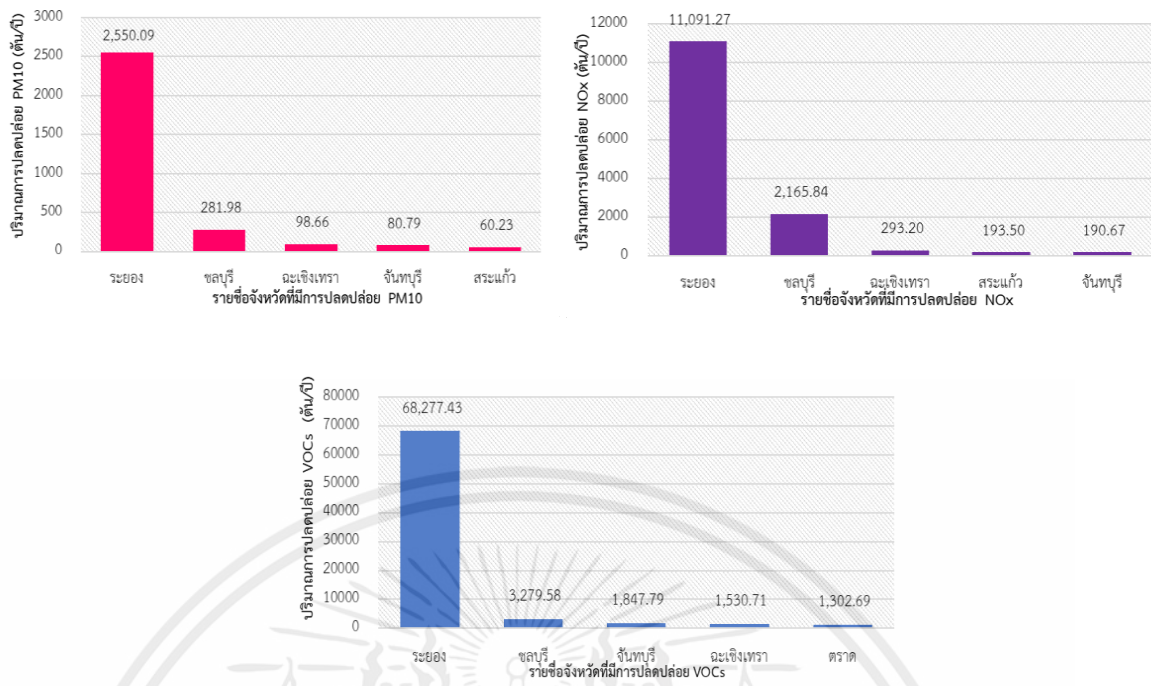 ปริมาณการปลดปล่อย PM10 (ตัน/ปี)
3000
2500
2000
1500
1000
500
0
2,550.09
281.98
98.66
80.79
60.23
ระยอง
ชลบุรี
ฉะเชิงเทรา
จันทบุรี
สระแก้ว
รายชื่อจังหวัดที่มีการปลดปล่อย PM10
ปริมาณการปลดปล่อย NOx (ตัน/ปี)
12000
10000
8000
6000
4000
2000
0
11,091.27
2,165.84
293.20
193.50
190.67
ระยอง
ชลบุรี
ฉะเชิงเทรา
สระแก้ว
จันทบุรี
รายชื่อจังหวัดที่มีการปลดปล่อย NOx
ปริมาณการปลดปล่อย VOCs (ตัน/ปี)
80000
70000
60000
50000
40000
30000
20000
10000
0
68,277.43
3,279.58
1,847.79
1,530.71
1,302.69
ระยอง
ชลบุรี
จันทบุรี
ฉะเชิงเทรา
ตราด
รายชื่อจังหวัดที่มีการปลดปล่อย VOCs